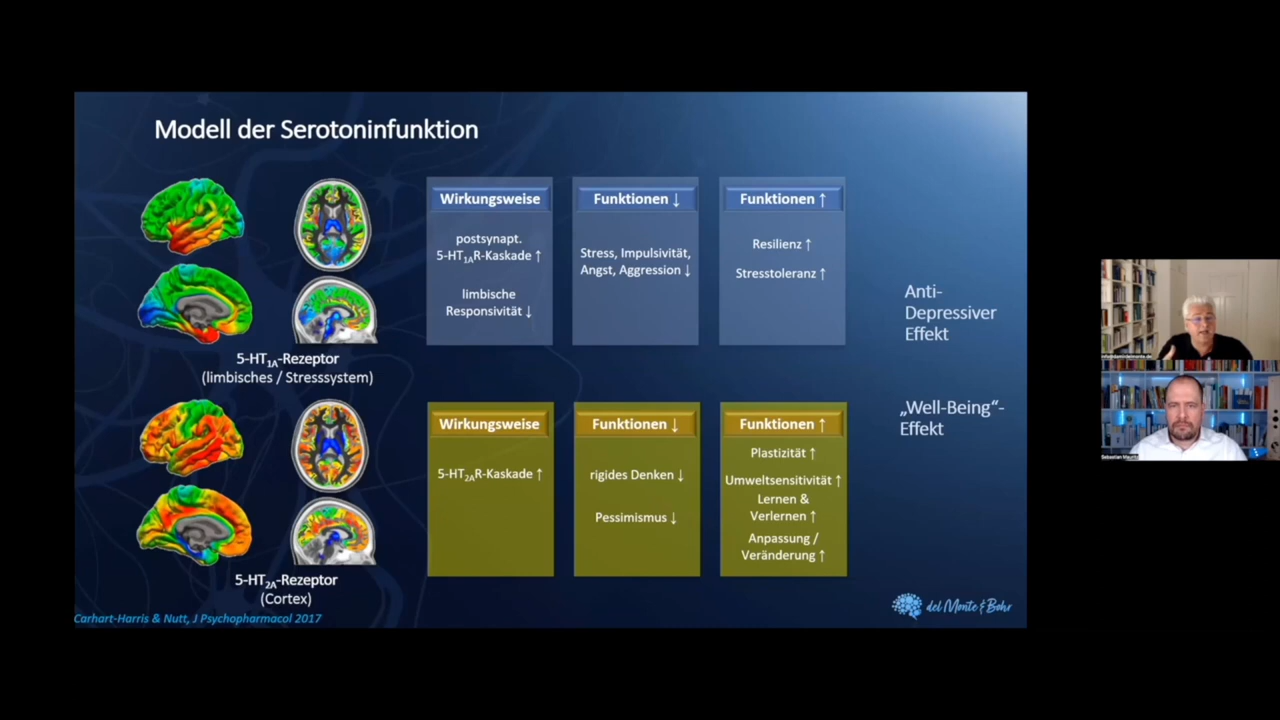 Modell der Serotoninfunktion
Wirkungsweise
postsynapt.
5-HT1AR-Kaskade ↑
limbische
Responsivität ↓
Funktionen ↓
Stress, Impulsivität,
Angst, Aggression ↓
Funktionen ↑
Resilienz ↑
Stresstoleranz ↑
Anti-
Depressiver
Effekt
5-HT1A-Rezeptor
(limbisches / Stresssystem)
Wirkungsweise
5-HT2AR-Kaskade ↑
Funktionen ↓
rigides Denken ↓
Pessimismus ↓
Funktionen ↑
Plastizität ↑
Umweltsensitivität ↑
Lernen &
Verlernen ↑
Anpassung /
Veränderung ↑
„Well-Being“-
Effekt
5-HT2A-Rezeptor
(Cortex)
Carhart-Harris & Nutt, J Psychopharmacol 2017
del Monte & Bohr